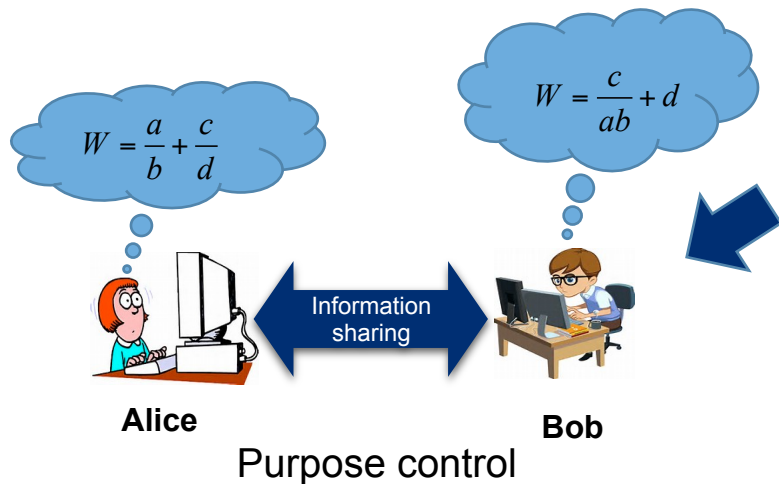 W = a/b + c/d
W = c/ab + d
Information
sharing
Alice
Bob
Purpose control